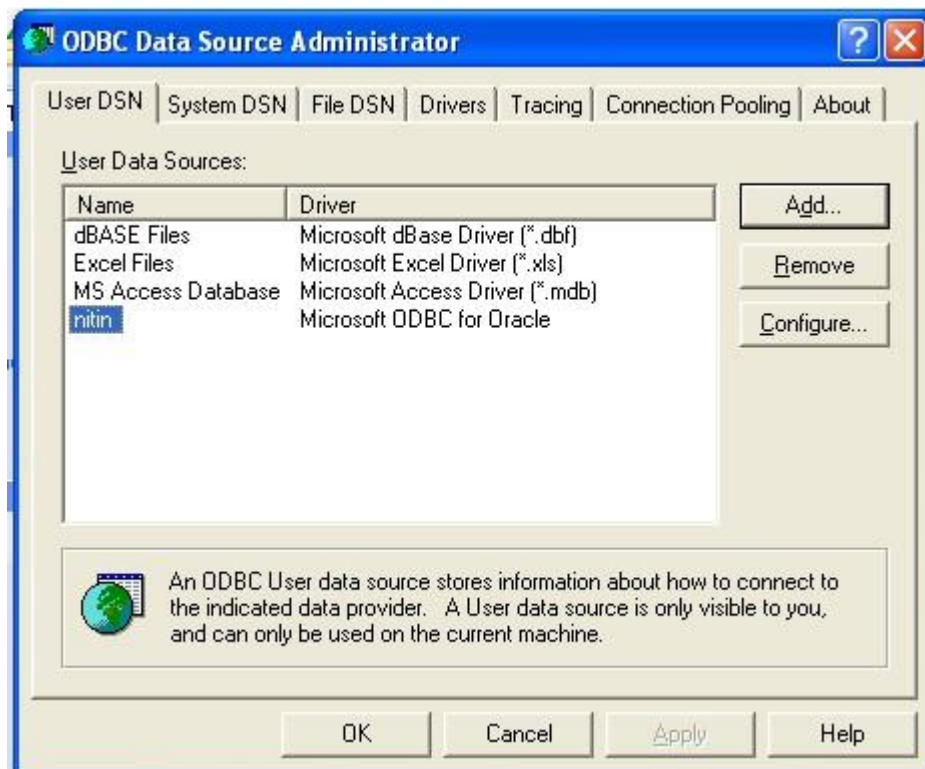 ODBC Data Source Administrator
User DSN System DSN File DSN Drivers Tracing Connection Pooling About
User Data Sources:
Name Driver
dBASE Files Microsoft dBase Driver (*.dbf)
Excel Files Microsoft Excel Driver (*.xls)
MS Access Database Microsoft Access Driver (*.mdb)
nitin Microsoft ODBC for Oracle
Add...
Remove
Configure...
An ODBC User data source stores information about how to connect to
the indicated data provider. A User data source is only visible to you,
and can only be used on the current machine.
OK Cancel Apply Help